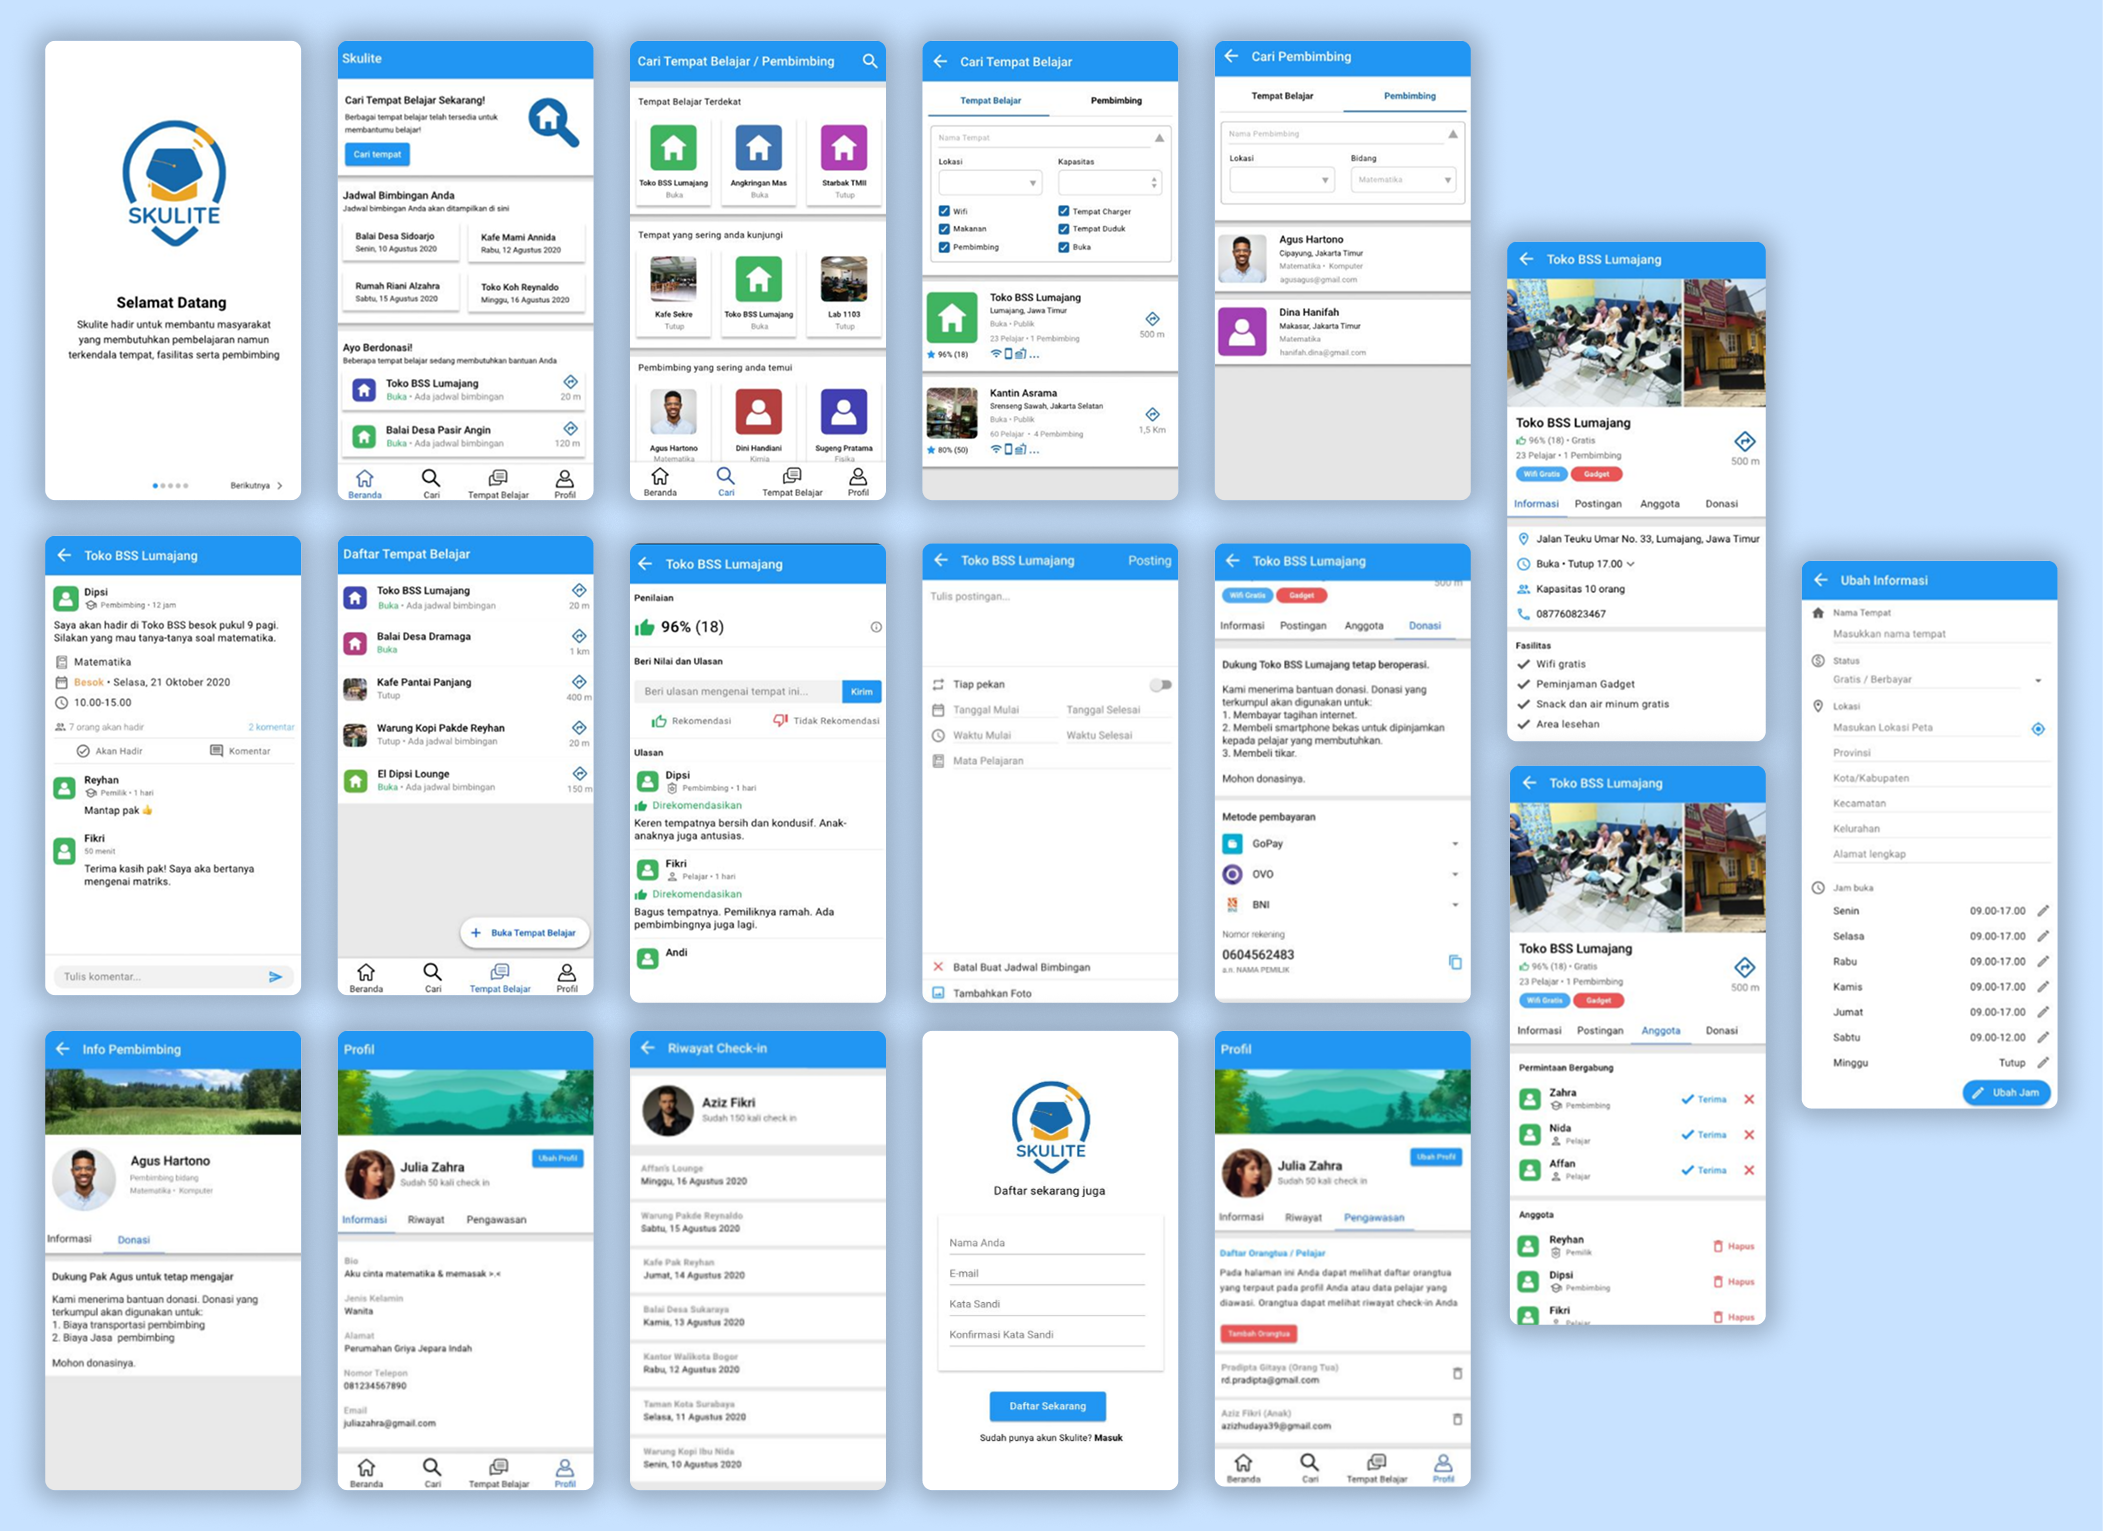 SKULITE
Selamat Datang
Skulite hadir untuk membantu masyarakat
yang membutuhkan pembelajaran namun
terkendala tempat, fasilitas serta pembimbing
Berikutnya
Skulite
Cari Tempat Belajar Sekarang!
Berbagai tempat belajar telah tersedia untuk
membantumu belajar!
Cari tempat
Jadwal Bimbingan Anda
Jadwal bimbingan Anda akan ditampilkan di sini
Balai Desa Sidoarjo
Senin, 10 Agustus 2020
Kafe Mami Annida
Rabu, 12 Agustus 2020
Rumah Riani Alzahra
Sabtu, 15 Agustus 2020
Toko Koh Reynaldo
Minggu, 16 Agustus 2020
Ayo Berdonasi!
Beberapa tempat belajar sedang membutuhkan bantuan Anda
Toko BSS Lumajang
Buka • Ada jadwal bimbingan
20 m
Balai Desa Pasir Angin
Buka • Ada jadwal bimbingan
120 m
Beranda
Cari
Tempat Belajar
Profil
Cari Tempat Belajar / Pembimbing
Tempat Belajar Terdekat
Toko BSS Lumajang
Buka
Angkringan Mas
Buka
Starbak TMII
Tutup
Tempat yang sering anda kunjungi
Kafe Sekre
Tutup
Toko BSS Lumajang
Buka
Lab 1103
Tutup
Pembimbing yang sering anda temui
Agus Hartono
Matematika
Dini Handiani
Kimia
Sugeng Pratama
Fisika
Beranda
Cari
Tempat Belajar
Profil
Cari Tempat Belajar
Tempat Belajar
Pembimbing
Nama Tempat
Lokasi
Kapasitas
Wifi
Tempat Charger
Makanan
Tempat Duduk
Pembimbing
Buka
Toko BSS Lumajang
Lumajang, Jawa Timur
Buka • Publik
23 Pelajar • 1 Pembimbing
500 m
96% (18)
...
Kantin Asrama
Srenseng Sawah, Jakarta Selatan
Buka • Publik
60 Pelajar • 4 Pembimbing
1,5 Km
80% (50)
...
Cari Pembimbing
Tempat Belajar
Pembimbing
Nama Pembimbing
Lokasi
Bidang
Matematika
Agus Hartono
Cipayung, Jakarta Timur
Matematika • Komputer
agusagus@gmail.com
Dina Hanifah
Makasar, Jakarta Timur
Matematika
hanifah.dina@gmail.com
Toko BSS Lumajang
Toko BSS Lumajang
96% (18) • Gratis
23 Pelajar • 1 Pembimbing
500 m
Wifi Gratis
Gadget
Informasi
Postingan
Anggota
Donasi
Jalan Teuku Umar No. 33, Lumajang, Jawa Timur
Buka • Tutup 17.00
Kapasitas 10 orang
087760823467
Fasilitas
Wifi gratis
Peminjaman Gadget
Snack dan air minum gratis
Area lesehan
Toko BSS Lumajang
Dipsi
Pembimbing • 12 jam
Saya akan hadir di Toko BSS besok pukul 9 pagi.
Silakan yang mau tanya-tanya soal matematika.
Matematika
Besok • Selasa, 21 Oktober 2020
10.00-15.00
7 orang akan hadir
2 komentar
Akan Hadir
Komentar
Reyhan
Pemilik • 1 hari
Mantap pak 👍
Fikri
50 menit
Terima kasih pak! Saya aka bertanya
mengenai matriks.
Tulis komentar...
Daftar Tempat Belajar
Toko BSS Lumajang
Buka • Ada jadwal bimbingan
20 m
Balai Desa Dramaga
Buka
1 km
Kafe Pantai Panjang
Tutup
400 m
Warung Kopi Pakde Reyhan
Tutup • Ada jadwal bimbingan
20 m
El Dipsi Lounge
Buka • Ada jadwal bimbingan
150 m
+ Buka Tempat Belajar
Beranda
Cari
Tempat Belajar
Profil
Toko BSS Lumajang
Penilaian
96% (18)
Beri Nilai dan Ulasan
Beri ulasan mengenai tempat ini...
Kirim
Rekomendasi
Tidak Rekomendasi
Ulasan
Dipsi
Pembimbing • 1 hari
Direkomendasikan
Keren tempatnya bersih dan kondusif. Anak-
anaknya juga antusias.
Fikri
Pelajar • 1 hari
Direkomendasikan
Bagus tempatnya. Pemiliknya ramah. Ada
pembimbingnya juga lagi.
Andi
Toko BSS Lumajang
Posting
Tulis postingan...
Tiap pekan
Tanggal Mulai
Tanggal Selesai
Waktu Mulai
Waktu Selesai
Mata Pelajaran
Batal Buat Jadwal Bimbingan
Tambahkan Foto
Toko BSS Lumajang
500 m
Wifi Gratis
Gadget
Informasi
Postingan
Anggota
Donasi
Dukung Toko BSS Lumajang tetap beroperasi.
Kami menerima bantuan donasi. Donasi yang
terkumpul akan digunakan untuk:
1. Membayar tagihan internet.
2. Membeli smartphone bekas untuk dipinjamkan
kepada pelajar yang membutuhkan.
3. Membeli tikar.
Mohon donasinya.
Metode pembayaran
GoPay
OVO
BNI
Nomor rekening
0604562483
a.n. NAMA PEMILIK
Toko BSS Lumajang
Toko BSS Lumajang
96% (18) • Gratis
23 Pelajar • 1 Pembimbing
500 m
Wifi Gratis
Gadget
Informasi
Postingan
Anggota
Donasi
Permintaan Bergabung
Zahra
Pembimbing
Terima
Nida
Pelajar
Terima
Affan
Pelajar
Terima
Anggota
Reyhan
Pemilik
Hapus
Dipsi
Pembimbing
Hapus
Fikri
Pelajar
Hapus
Ubah Informasi
Nama Tempat
Masukkan nama tempat
Status
Gratis / Berbayar
Lokasi
Masukan Lokasi Peta
Provinsi
Kota/Kabupaten
Kecamatan
Kelurahan
Alamat lengkap
Jam buka
Senin 09.00-17.00
Selasa 09.00-17.00
Rabu 09.00-17.00
Kamis 09.00-17.00
Jumat 09.00-17.00
Sabtu 09.00-12.00
Minggu Tutup
Ubah Jam
Info Pembimbing
Agus Hartono
Pembimbing bidang
Matematika • Komputer
Informasi
Donasi
Dukung Pak Agus untuk tetap mengajar
Kami menerima bantuan donasi. Donasi yang
terkumpul akan digunakan untuk:
1. Biaya transportasi pembimbing
2. Biaya Jasa pembimbing
Mohon donasinya.
Profil
Ubah Profil
Julia Zahra
Sudah 50 kali check in
Informasi
Riwayat
Pengawasan
Bio
Aku cinta matematika & memasak >.<
Jenis Kelamin
Wanita
Alamat
Perumahan Griya Jepara Indah
Nomor Telepon
081234567890
Email
juliazahra@gmail.com
Beranda
Cari
Tempat Belajar
Profil
Riwayat Check-in
Aziz Fikri
Sudah 150 kali check in
Affan's Lounge
Minggu, 16 Agustus 2020
Warung Pakde Reynaldo
Sabtu, 15 Agustus 2020
Kafe Pak Reyhan
Jumat, 14 Agustus 2020
Balai Desa Sukaraya
Kamis, 13 Agustus 2020
Kantor Walikota Bogor
Rabu, 12 Agustus 2020
Taman Kota Surabaya
Selasa, 11 Agustus 2020
Warung Kopi Ibu Nida
Senin, 10 Agustus 2020
SKULITE
Daftar sekarang juga
Nama Anda
E-mail
Kata Sandi
Konfirmasi Kata Sandi
Daftar Sekarang
Sudah punya akun Skulite? Masuk
Profil
Ubah Profil
Julia Zahra
Sudah 50 kali check in
Informasi
Riwayat
Pengawasan
Daftar Orangtua / Pelajar
Pada halaman ini Anda dapat melihat daftar orangtua
yang terpaut pada profil Anda atau data pelajar yang
diawasi. Orangtua dapat melihat riwayat check-in Anda
Tambah Orangtua
Pradipta Gitaya (Orang Tua)
rd.pradipta@gmail.com
Aziz Fikri (Anak)
azizhudaya39@gmail.com
Beranda
Cari
Tempat Belajar
Profil